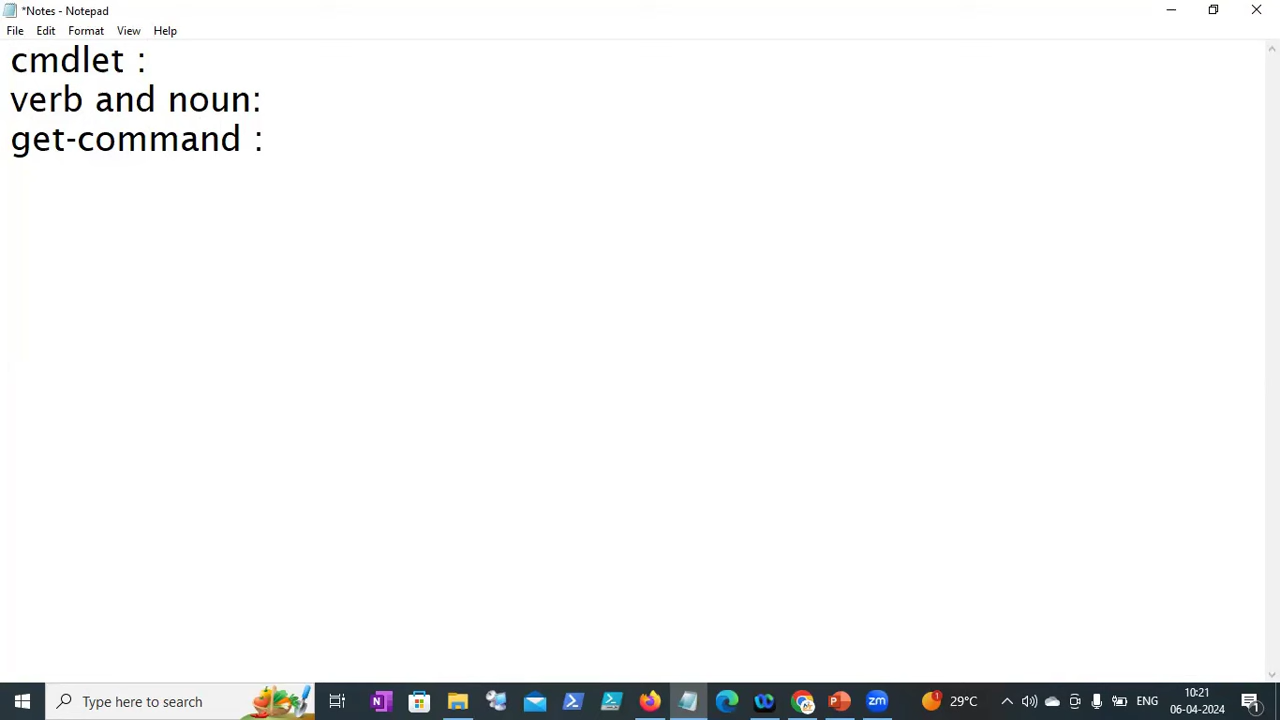 *Notes - Notepad
File Edit Format View Help
cmdlet :
verb and noun:
get-command :
Type here to search
29°C
ENG
10:21
06-04-2024